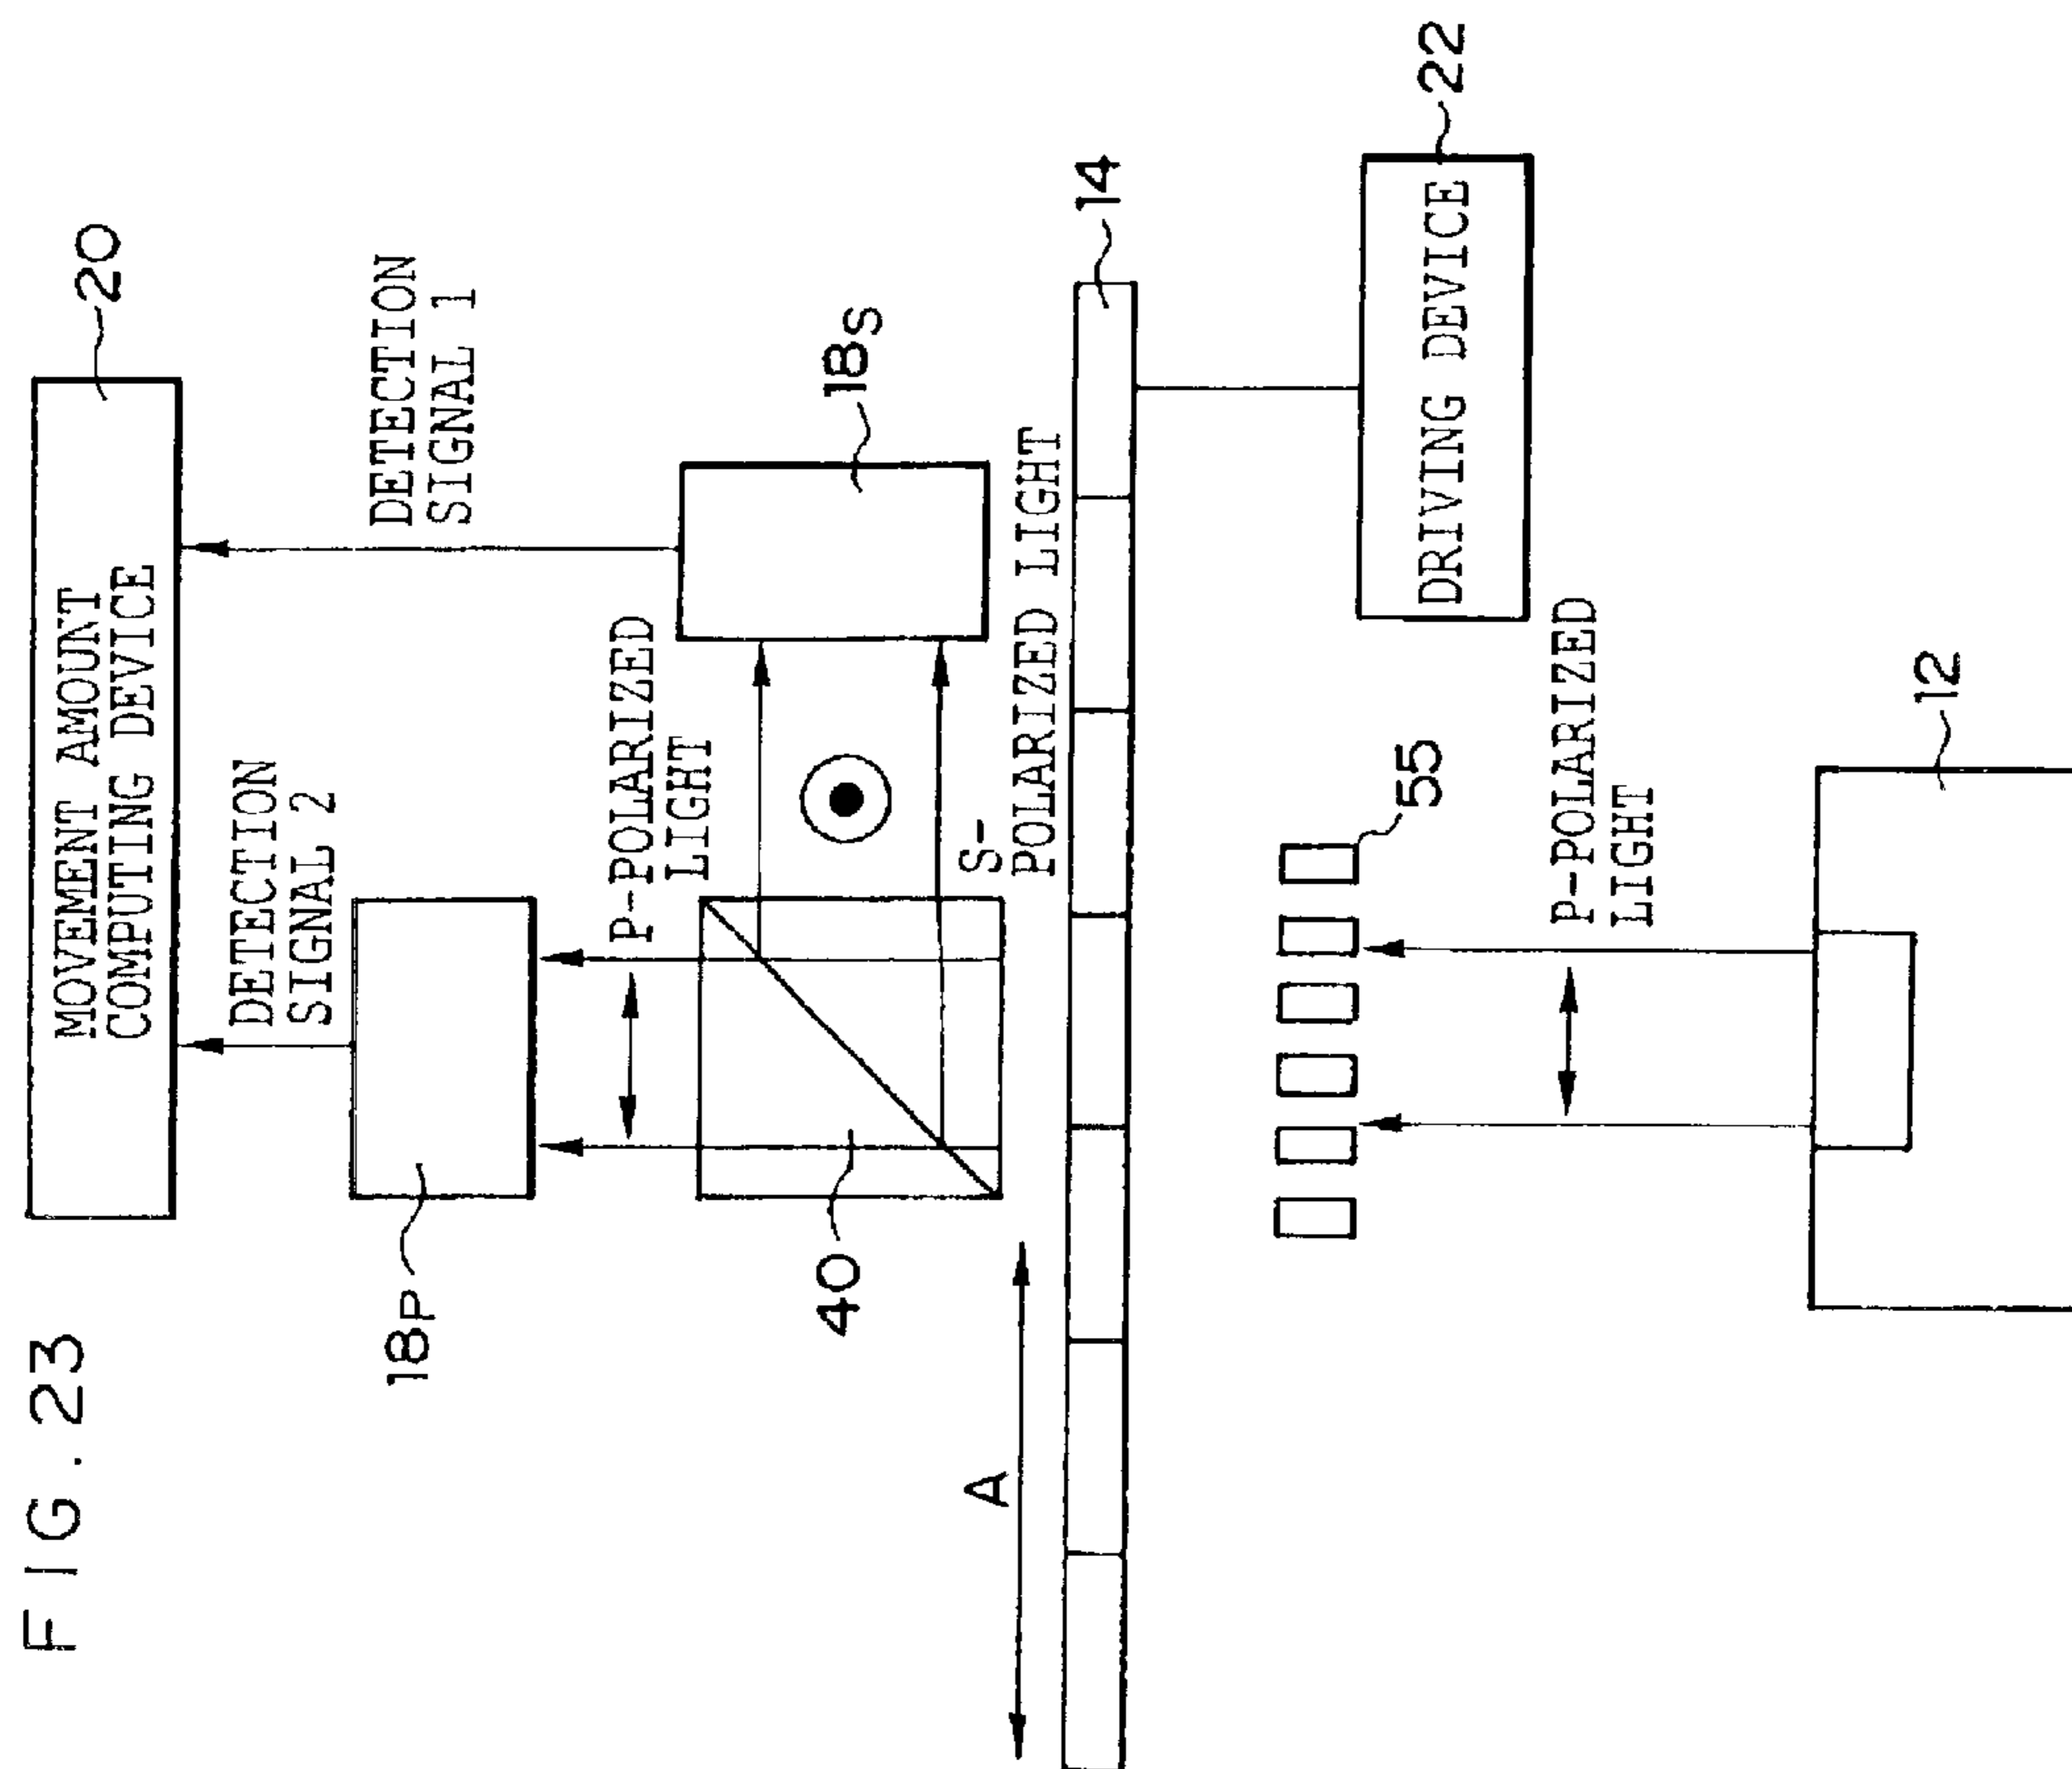 FIG. 23
MOVEMENT AMOUNT
COMPUTING DEVICE
20
DETECTION
SIGNAL 2
DETECTION
SIGNAL 1
18P
P-POLARIZED
LIGHT
18S
40
S-
POLARIZED LIGHT
A
14
55
DRIVING DEVICE
22
P-POLARIZED
LIGHT
12